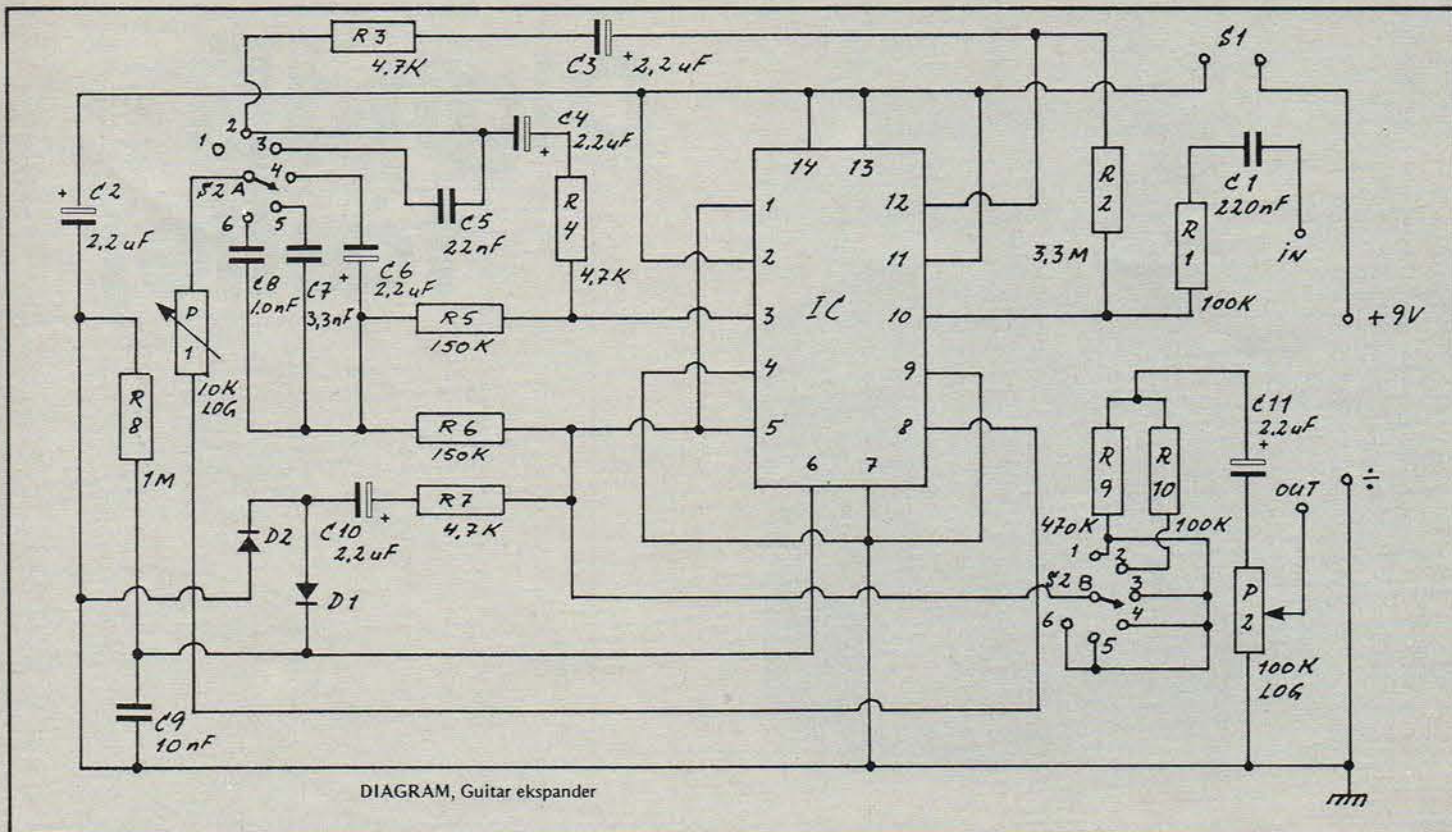 R3
4.7K
C3
+ 2,2uF
S1
C4
2,2uF
+
1
2
3
4
5
6
S2A
+
C2
2,2uF
C5
22nF
R
4
4,7K
14
13
1
2
3
4
5
6
7
8
9
10
11
12
IC
R
2
3,3M
C1
220nF
R
1
100K
iN
+9V
P
1
10K
LOG
C8
1.0nF
C7
3,3nF
+
C6
2,2uF
R5
150K
R6
150K
R
8
1M
D2
C10
+
2,2uF
R7
4,7K
D1
C9
10nF
R
9
470K
R
10
100K
C11
2,2uF
+
OUT
÷
1
2
3
4
5
6
S2B
P
2
100K
LOG
DIAGRAM, Guitar ekspander